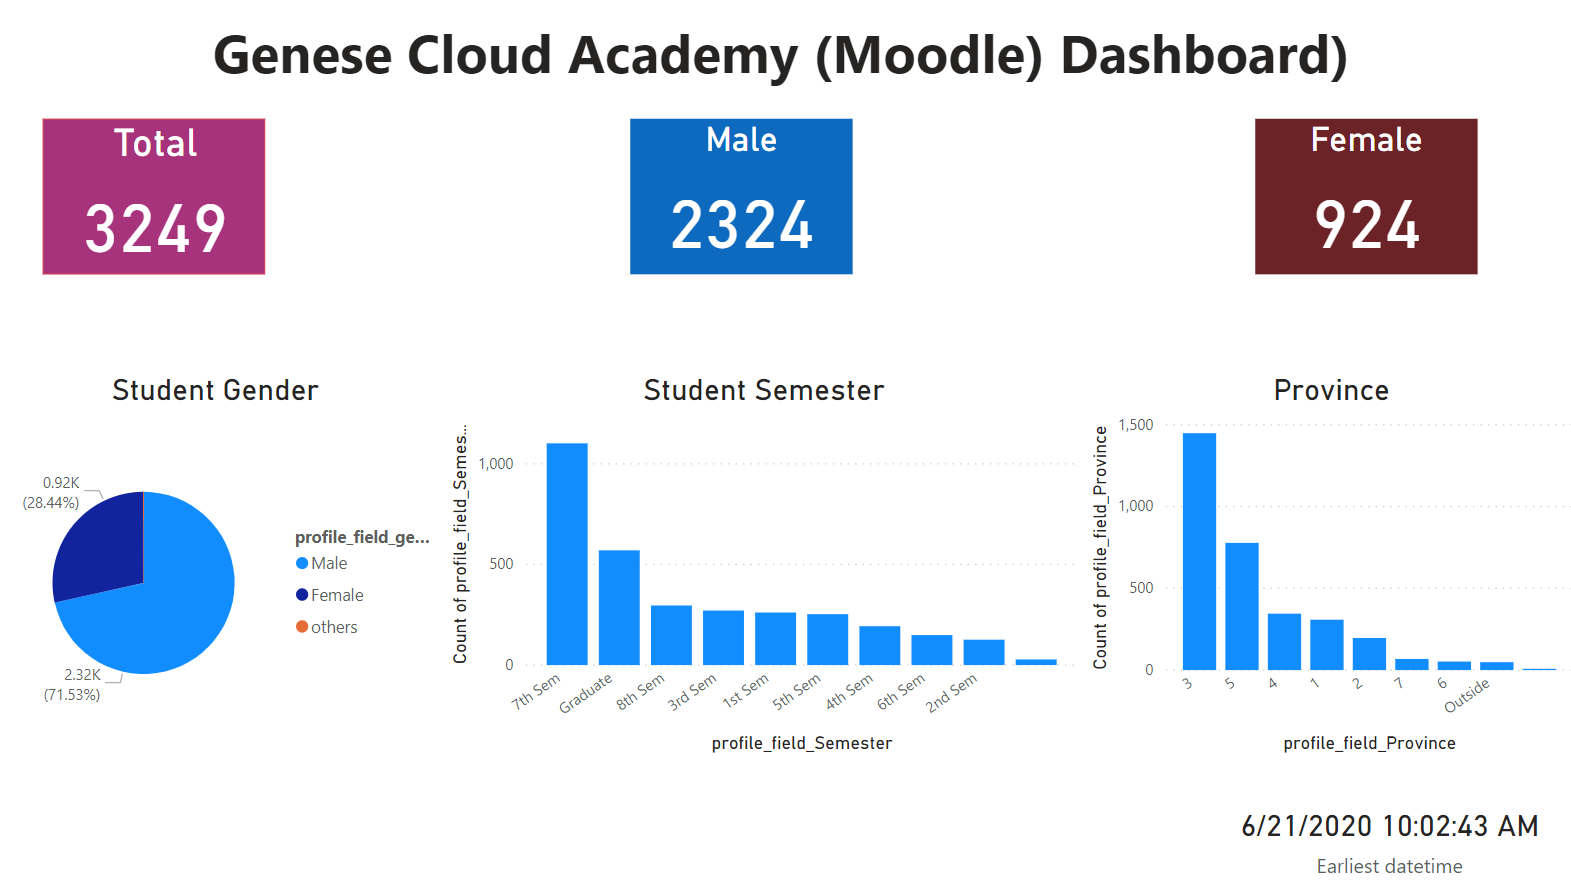 Genese Cloud Academy (Moodle) Dashboard)
Total
3249
Male
2324
Female
924
Student Gender
0.92K
(28.44%)
2.32K
(71.53%)
profile_field_ge...
Male
Female
others
Student Semester
Count of profile_field_Semes...
1,000
500
0
7th Sem
Graduate
8th Sem
3rd Sem
1st Sem
5th Sem
4th Sem
6th Sem
2nd Sem
profile_field_Semester
Province
Count of profile_field_Province
1,500
1,000
500
0
3
5
4
1
2
7
6
Outside
profile_field_Province
6/21/2020 10:02:43 AM
Earliest datetime